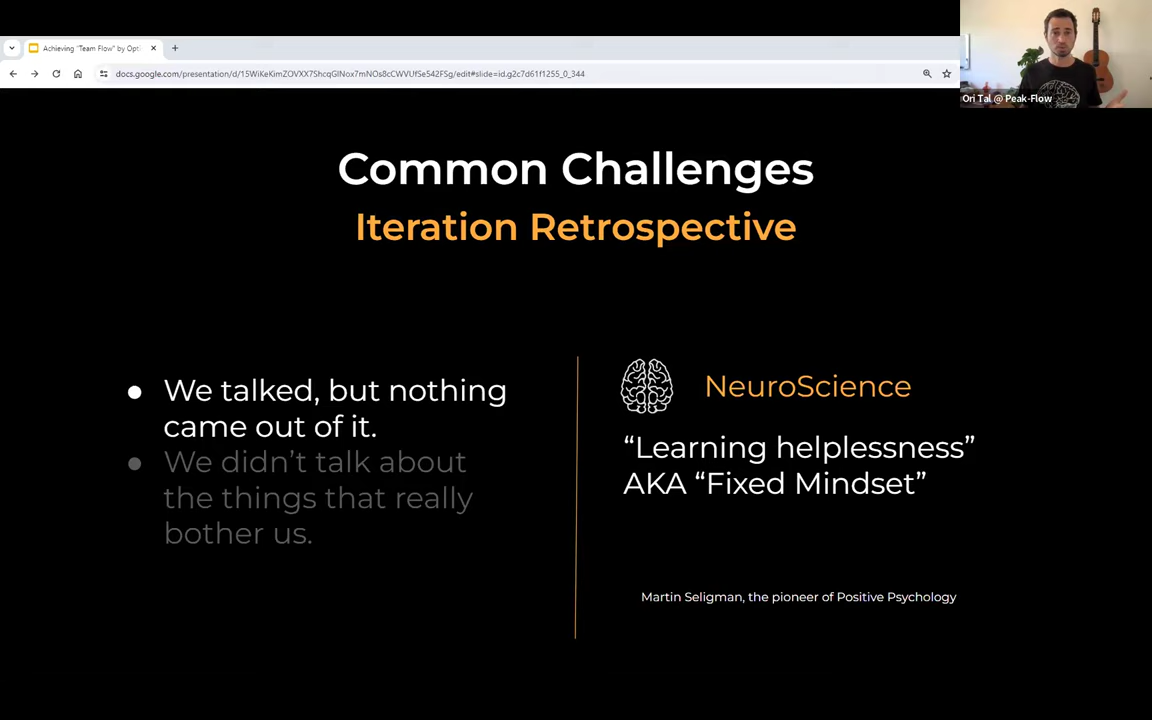 Achieving "Team Flow" by Opt
docs.google.com/presentation/d/15WiKeKimZOVXX7ShcqGlNox7mNOs8cCWVUfSe542FSg/edit#slide=id.g2c7d61f1255_0_344
Ori Tal @ Peak-Flow
Common Challenges
Iteration Retrospective
● We talked, but nothing
came out of it.
● We didn’t talk about
the things that really
bother us.
NeuroScience
“Learning helplessness”
AKA “Fixed Mindset”
Martin Seligman, the pioneer of Positive Psychology